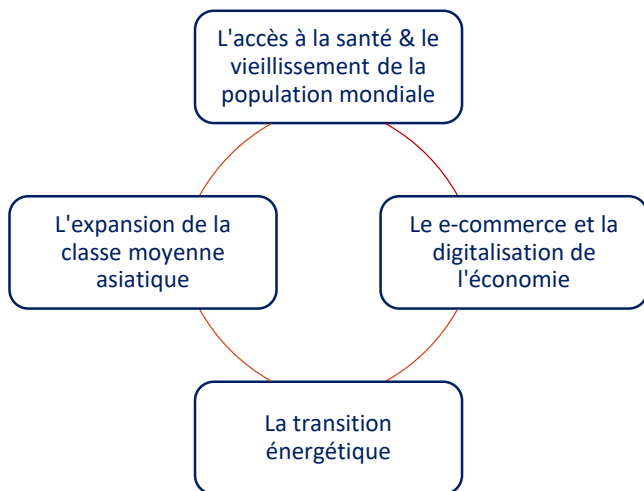 L'accès à la santé & le
vieillissement de la
population mondiale
L'expansion de la
classe moyenne
asiatique
Le e-commerce et la
digitalisation de
l'économie
La transition
énergétique